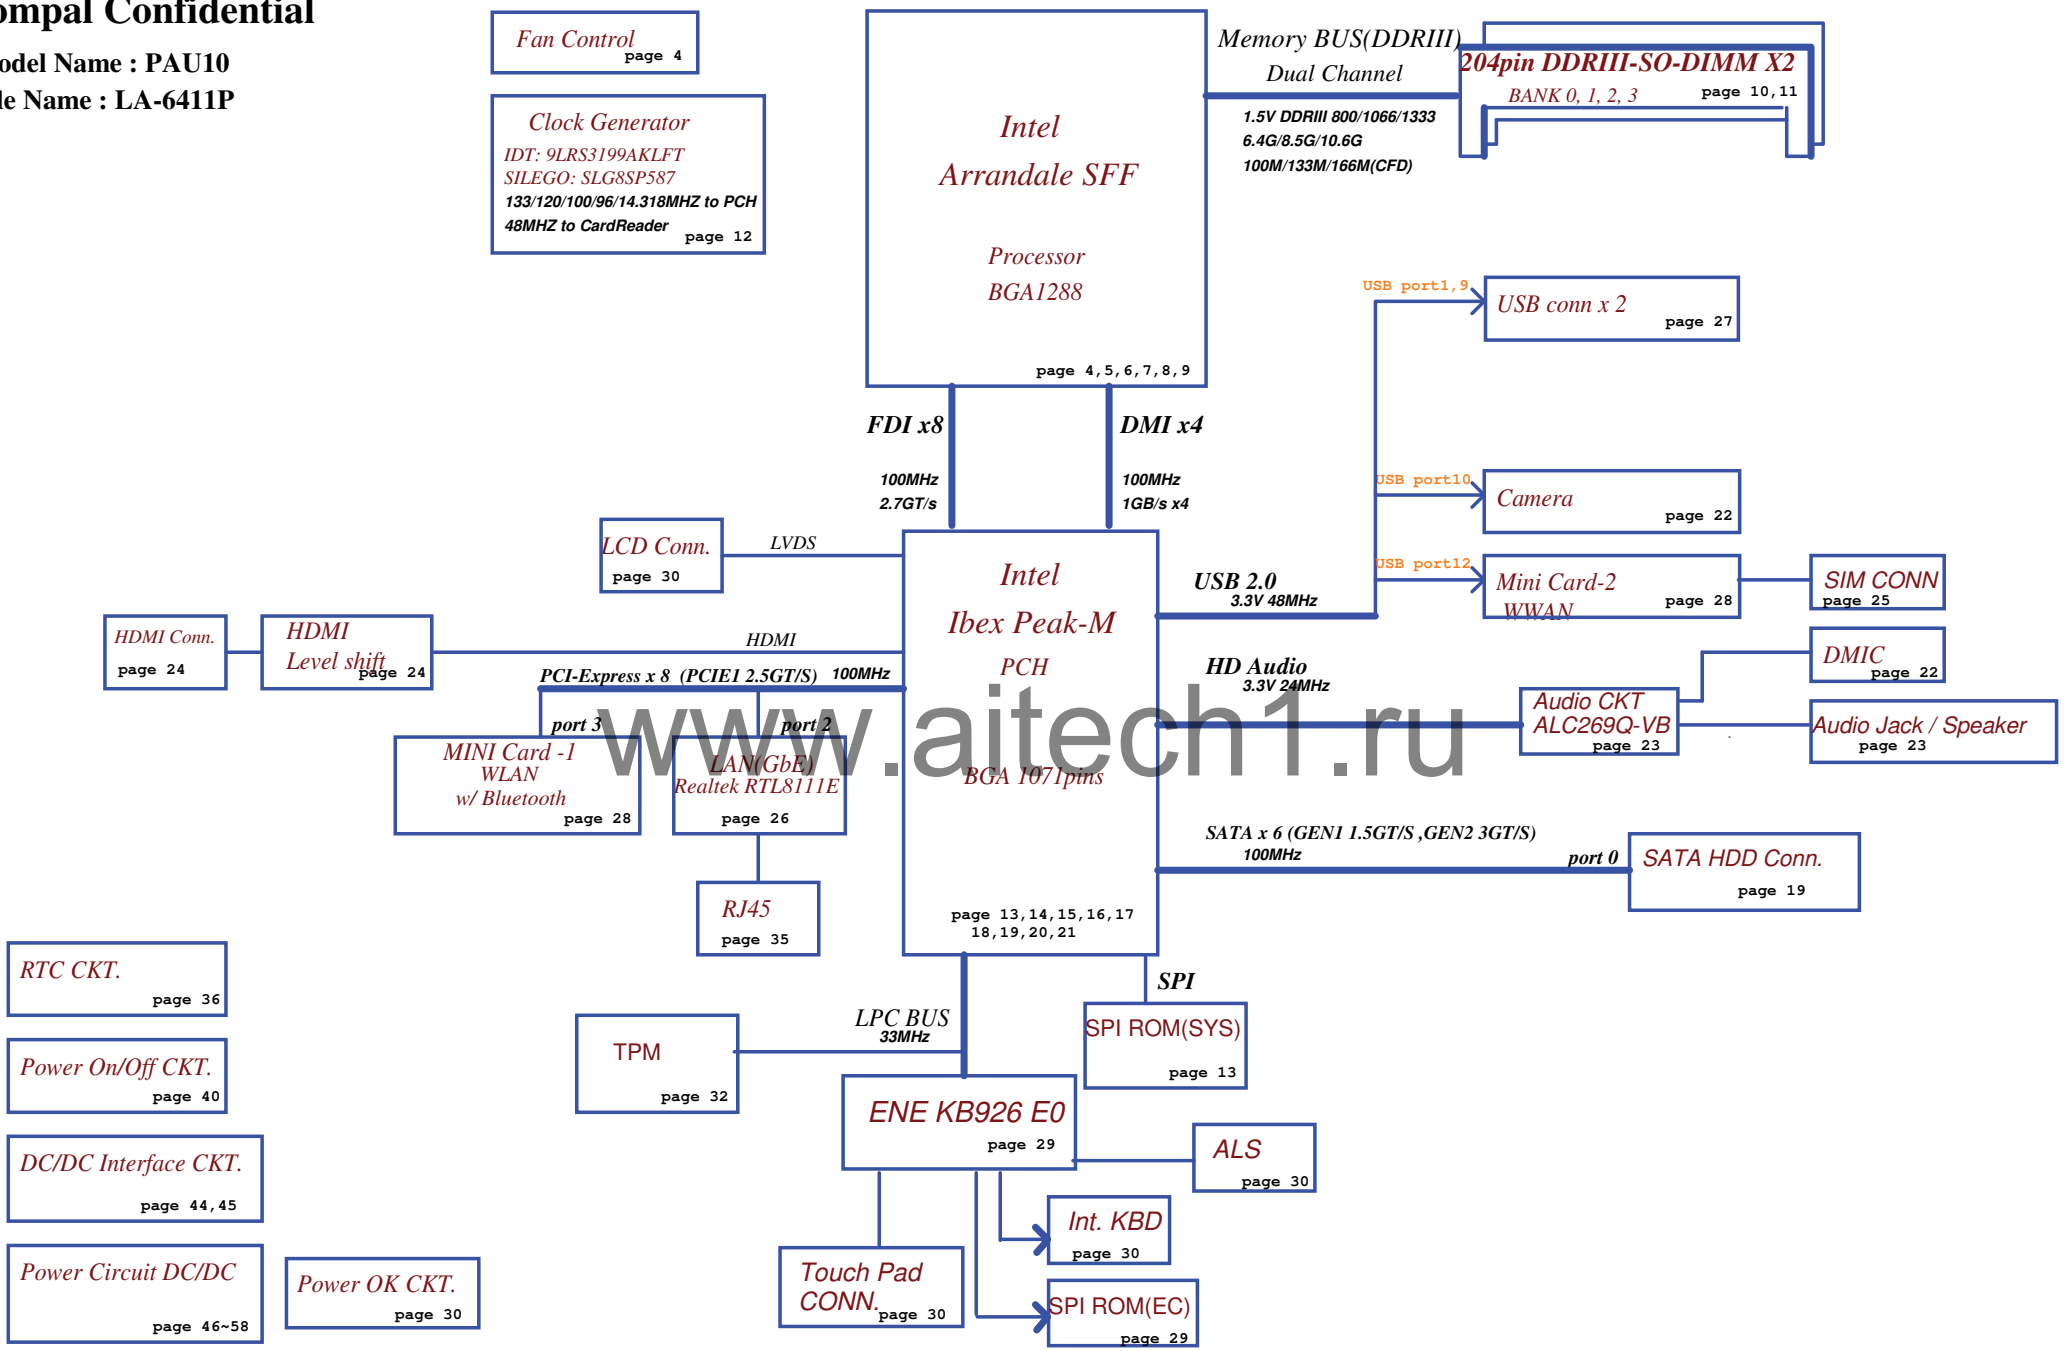 ompal Confidential
odel Name : PAU10
le Name : LA-6411P
Fan Control
page 4
Clock Generator
IDT: 9LRS3199AKLFT
SILEGO: SLG8SP587
133/120/100/96/14.318MHZ to PCH
48MHZ to CardReader
page 12
Intel
Arrandale SFF
Processor
BGA1288
page 4,5,6,7,8,9
Memory BUS(DDRIII)
Dual Channel
1.5V DDRIII 800/1066/1333
6.4G/8.5G/10.6G
100M/133M/166M(CFD)
204pin DDRIII-SO-DIMM X2
BANK 0, 1, 2, 3
page 10,11
USB port1,9
USB conn x 2
page 27
FDI x8
DMI x4
100MHz
2.7GT/s
100MHz
1GB/s x4
USB port10
Camera
page 22
LCD Conn.
page 30
LVDS
USB port12
Mini Card-2
WWAN
page 28
SIM CONN
page 25
Intel
Ibex Peak-M
PCH
BGA 1071pins
page 13,14,15,16,17
18,19,20,21
USB 2.0
3.3V 48MHz
HDMI Conn.
page 24
HDMI
Level shift
page 24
HDMI
PCI-Express x 8 (PCIE1 2.5GT/S)
100MHz
HD Audio
3.3V 24MHz
DMIC
page 22
Audio CKT
ALC269Q-VB
page 23
Audio Jack / Speaker
page 23
port 3
port 2
MINI Card -1
WLAN
w/ Bluetooth
page 28
LAN(GbE)
Realtek RTL8111E
page 26
www.aitech1.ru
SATA x 6 (GEN1 1.5GT/S ,GEN2 3GT/S)
100MHz
port 0
SATA HDD Conn.
page 19
RJ45
page 35
RTC CKT.
page 36
SPI
LPC BUS
33MHz
SPI ROM(SYS)
page 13
TPM
page 32
Power On/Off CKT.
page 40
ENE KB926 E0
page 29
ALS
page 30
DC/DC Interface CKT.
page 44,45
Int. KBD
page 30
Touch Pad
CONN.
page 30
SPI ROM(EC)
page 29
Power Circuit DC/DC
page 46~58
Power OK CKT.
page 30